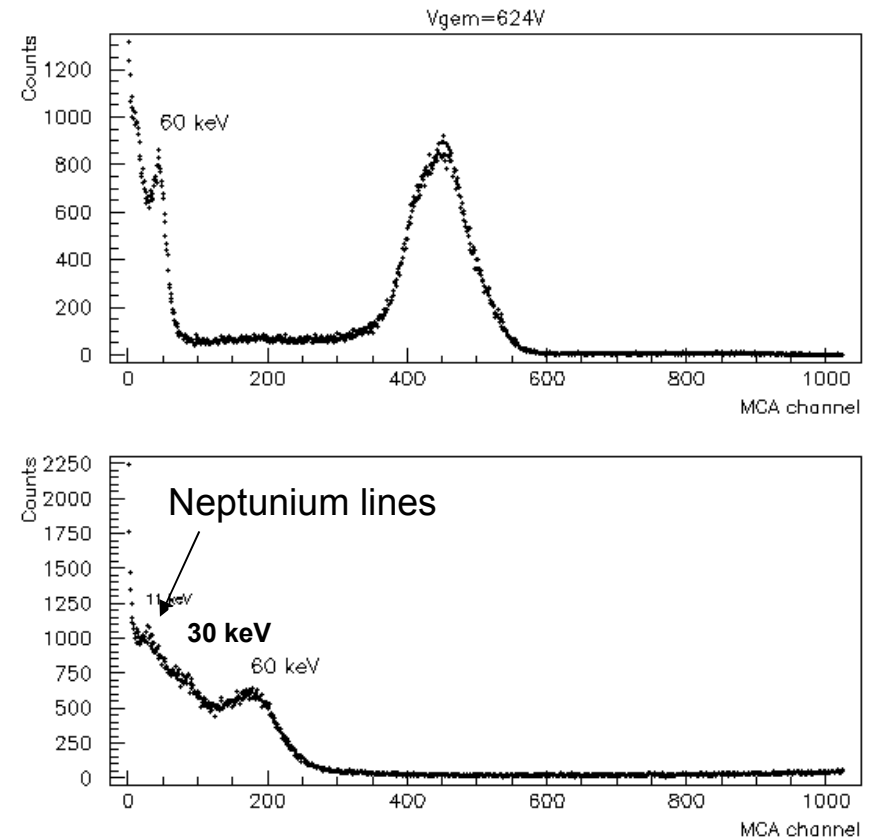 Vgem=624V
Counts
1200
1000
800
600
400
200
0
60 keV
0 200 400 600 800 1000
MCA channel
Counts
2250
2000
1750
1500
1250
1000
750
500
250
0
Neptunium lines
11 keV
30 keV
60 keV
0 200 400 600 800 1000
MCA channel